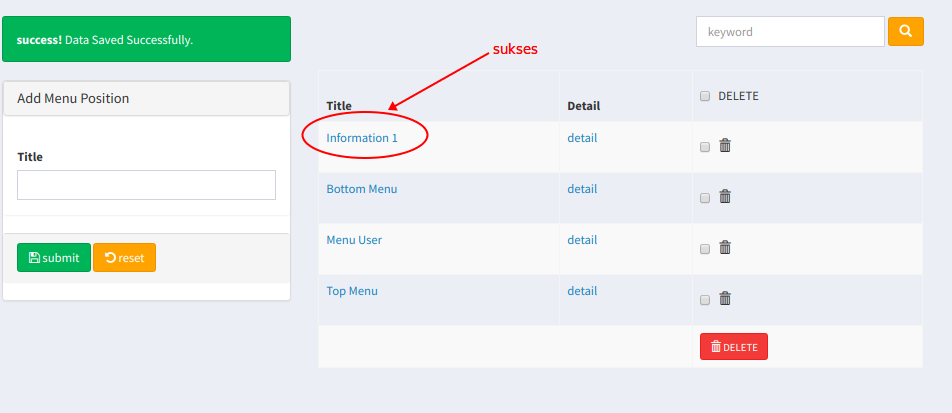 success! Data Saved Successfully.
keyword
sukses
Add Menu Position
Title
submit
reset
Title Detail DELETE
Information 1 detail
Bottom Menu detail
Menu User detail
Top Menu detail
DELETE